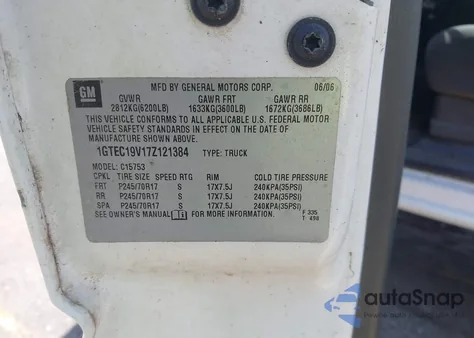 GM
MFD BY GENERAL MOTORS CORP. 06/06
GVWR GAWR FRT GAWR RR
2812KG(6200LB) 1633KG(3600LB) 1672KG(3686LB)
THIS VEHICLE CONFORMS TO ALL APPLICABLE U.S. FEDERAL MOTOR
VEHICLE SAFETY STANDARDS IN EFFECT ON THE DATE OF
MANUFACTURE SHOWN ABOVE.
1GTEC19V17Z121384 TYPE: TRUCK
MODEL: C15753
CPKL TIRE SIZE SPEED RTG RIM COLD TIRE PRESSURE
FRT P245/70R17 S 17X7.5J 240KPA(35PSI)
RR P245/70R17 S 17X7.5J 240KPA(35PSI)
SPA P245/70R17 S 17X7.5J 240KPA(35PSI)
SEE OWNER'S MANUAL i FOR MORE INFORMATION. F 335
T 498
autoSnap